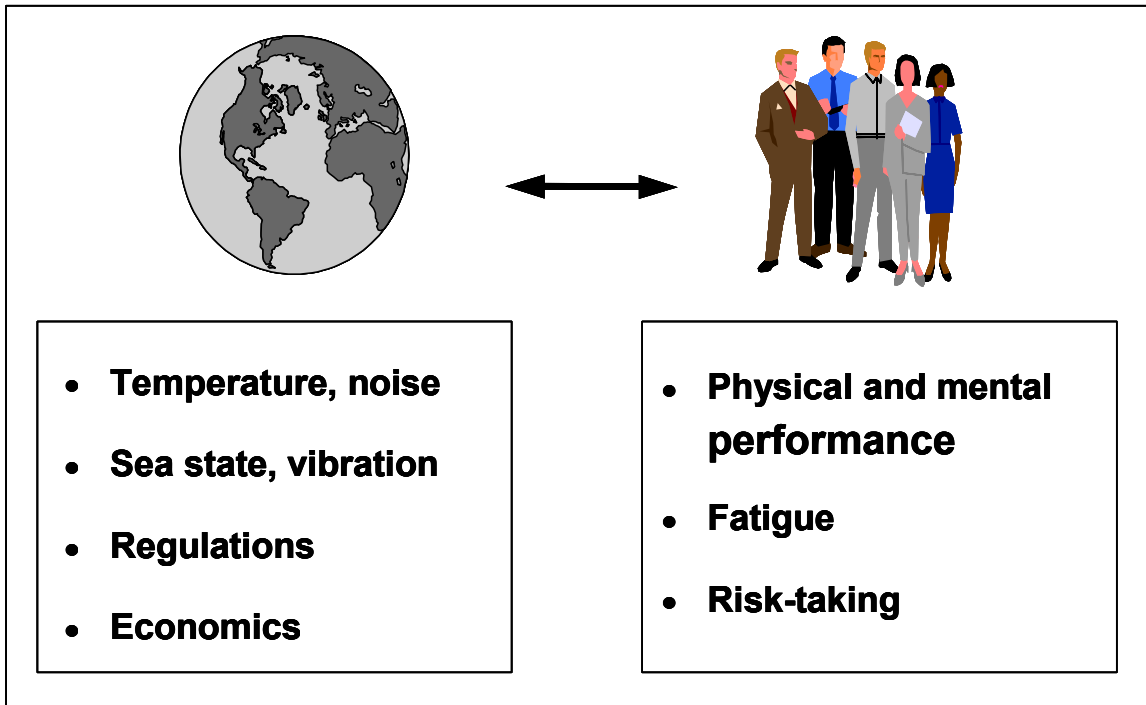 • Temperature, noise
• Sea state, vibration
• Regulations
• Economics
• Physical and mental
performance
• Fatigue
• Risk-taking